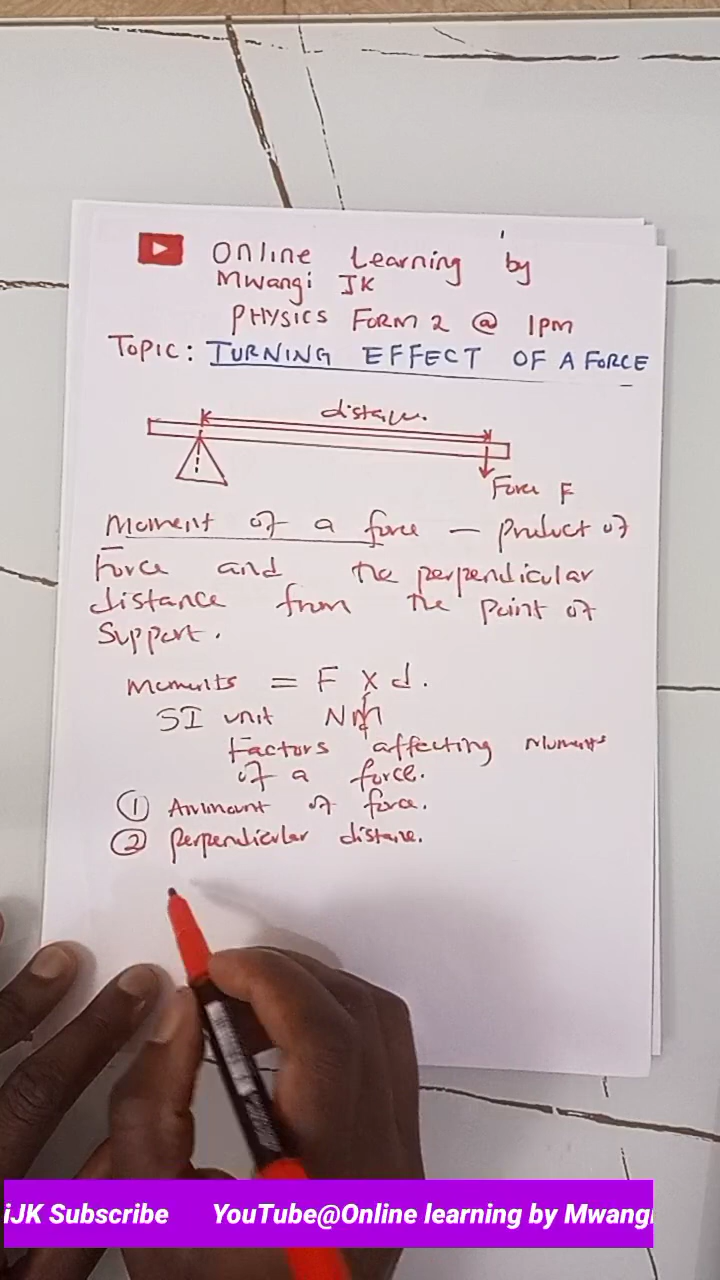 Online Learning by
Mwangi JK
PHYSICS FORM 2 @ 1PM
TOPIC: TURNING EFFECT OF A FORCE
distance.
Force F
Moment of a force — product of
Force and the perpendicular
distance from the point of
Support.
Moments = F x d.
SI unit Nm
Factors affecting Moments
of a force.
① Ammount of force.
② Perpendicular distance.
iJK Subscribe YouTube@Online learning by Mwangi